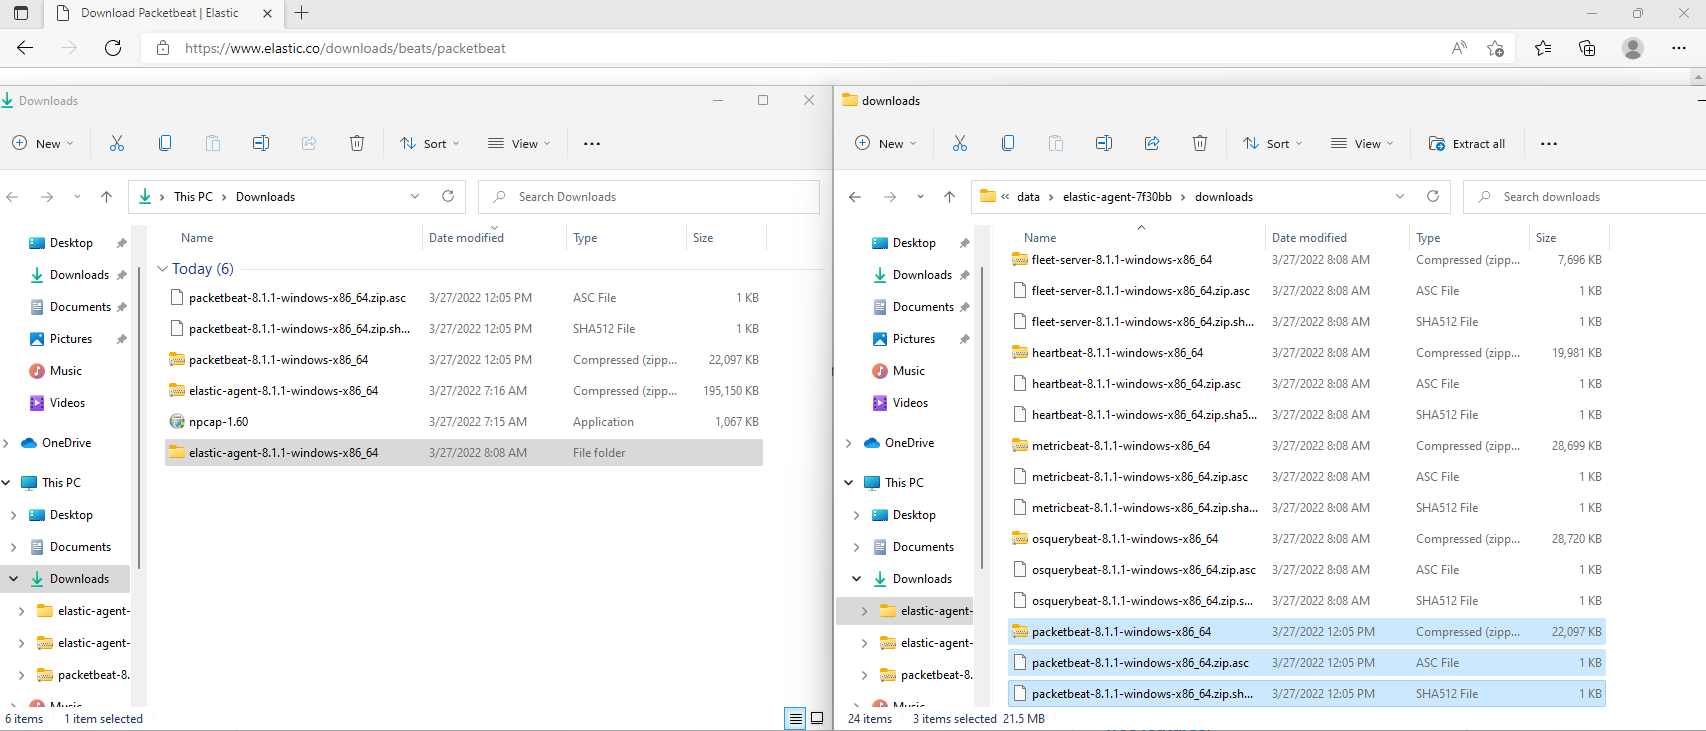 Download Packetbeat | Elastic
https://www.elastic.co/downloads/beats/packetbeat
Downloads
New
Sort
View
This PC > Downloads
Search Downloads
Desktop
Downloads
Documents
Pictures
Music
Videos
OneDrive
This PC
Desktop
Documents
Downloads
elastic-agent-
elastic-agent-
packetbeat-8.
Name Date modified Type Size
Today (6)
packetbeat-8.1.1-windows-x86_64.zip.asc 3/27/2022 12:05 PM ASC File 1 KB
packetbeat-8.1.1-windows-x86_64.zip.sh... 3/27/2022 12:05 PM SHA512 File 1 KB
packetbeat-8.1.1-windows-x86_64 3/27/2022 12:05 PM Compressed (zipp... 22,097 KB
elastic-agent-8.1.1-windows-x86_64 3/27/2022 7:16 AM Compressed (zipp... 195,150 KB
npcap-1.60 3/27/2022 7:15 AM Application 1,067 KB
elastic-agent-8.1.1-windows-x86_64 3/27/2022 8:08 AM File folder
6 items 1 item selected
downloads
New
Sort
View
Extract all
« data > elastic-agent-7f30bb > downloads
Search downloads
Desktop
Downloads
Documents
Pictures
Music
Videos
OneDrive
This PC
Desktop
Documents
Downloads
elastic-agent-
elastic-agent-
packetbeat-8.
Name Date modified Type Size
fleet-server-8.1.1-windows-x86_64 3/27/2022 8:08 AM Compressed (zipp... 7,696 KB
fleet-server-8.1.1-windows-x86_64.zip.asc 3/27/2022 8:08 AM ASC File 1 KB
fleet-server-8.1.1-windows-x86_64.zip.sh... 3/27/2022 8:08 AM SHA512 File 1 KB
heartbeat-8.1.1-windows-x86_64 3/27/2022 8:08 AM Compressed (zipp... 19,981 KB
heartbeat-8.1.1-windows-x86_64.zip.asc 3/27/2022 8:08 AM ASC File 1 KB
heartbeat-8.1.1-windows-x86_64.zip.sha5... 3/27/2022 8:08 AM SHA512 File 1 KB
metricbeat-8.1.1-windows-x86_64 3/27/2022 8:08 AM Compressed (zipp... 28,699 KB
metricbeat-8.1.1-windows-x86_64.zip.asc 3/27/2022 8:08 AM ASC File 1 KB
metricbeat-8.1.1-windows-x86_64.zip.sha... 3/27/2022 8:08 AM SHA512 File 1 KB
osquerybeat-8.1.1-windows-x86_64 3/27/2022 8:08 AM Compressed (zipp... 28,720 KB
osquerybeat-8.1.1-windows-x86_64.zip.asc 3/27/2022 8:08 AM ASC File 1 KB
osquerybeat-8.1.1-windows-x86_64.zip.s... 3/27/2022 8:08 AM SHA512 File 1 KB
packetbeat-8.1.1-windows-x86_64 3/27/2022 12:05 PM Compressed (zipp... 22,097 KB
packetbeat-8.1.1-windows-x86_64.zip.asc 3/27/2022 12:05 PM ASC File 1 KB
packetbeat-8.1.1-windows-x86_64.zip.sh... 3/27/2022 12:05 PM SHA512 File 1 KB
24 items 3 items selected 21.5 MB